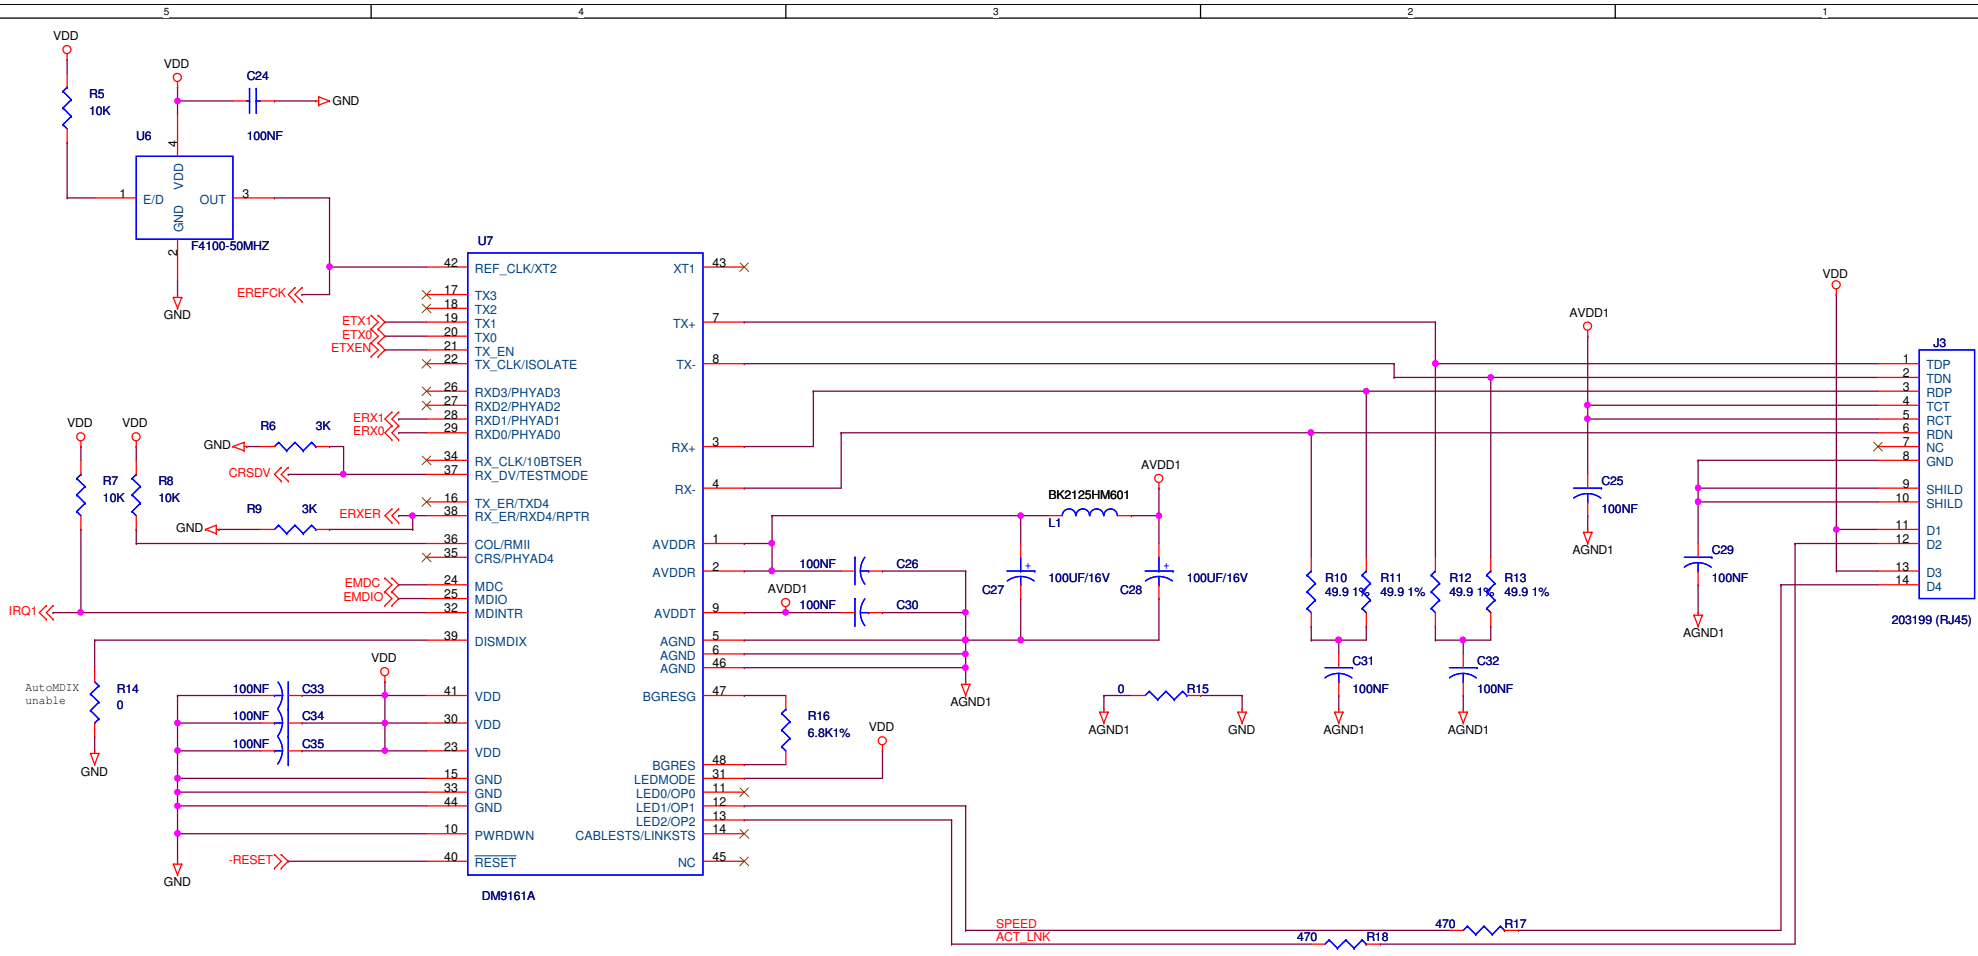 5 4 3 2 1
VDD
VDD
C24
R5
10K
GND
U6
100NF
4
VDD
1
E/D
OUT
3
GND
2
F4100-50MHZ
GND
EREFCK
U7
42 REF_CLK/XT2
17 TX3
18 TX2
ETX1 19 TX1
ETX0 20 TX0
ETXEN 21 TX_EN
22 TX_CLK/ISOLATE
26 RXD3/PHYAD3
27 RXD2/PHYAD2
ERX1 28 RXD1/PHYAD1
ERX0 29 RXD0/PHYAD0
34 RX_CLK/10BTSER
CRSDV 37 RX_DV/TESTMODE
16 TX_ER/TXD4
ERXER 38 RX_ER/RXD4/RPTR
36 COL/RMII
35 CRS/PHYAD4
EMDC 24 MDC
EMDIO 25 MDIO
IRQ1 32 MDINTR
39 DISMDIX
41 VDD
30 VDD
23 VDD
15 GND
33 GND
44 GND
10 PWRDWN
-RESET 40 RESET
DM9161A
VDD
VDD
R6 3K
GND
R7
10K
R8
10K
R9 3K
GND
AutoMDIX
unable
R14
0
GND
VDD
100NF C33
100NF C34
100NF C35
GND
XT1 43
TX+ 7
TX- 8
RX+ 3
RX- 4
AVDDR 1
AVDDR 2
AVDDT 9
AGND 5
AGND 6
AGND 46
BGRESG 47
BGRES 48
LEDMODE 31
LED0/OP0 11
LED1/OP1 12
LED2/OP2 13
CABLESTS/LINKSTS 14
NC 45
100NF C26
AVDD1
100NF C30
AGND1
R16
6.8K1%
VDD
BK2125HM601
L1
AVDD1
C27
100UF/16V
C28
100UF/16V
0 R15
AGND1
GND
R10
49.9 1%
R11
49.9 1%
R12
49.9 1%
R13
49.9 1%
C31
100NF
AGND1
C32
100NF
AGND1
AVDD1
C25
100NF
AGND1
C29
100NF
AGND1
VDD
J3
1 TDP
2 TDN
3 RDP
4 TCT
5 RCT
6 RDN
7 NC
8 GND
9 SHILD
10 SHILD
11 D1
12 D2
13 D3
14 D4
203199 (RJ45)
SPEED
ACT_LNK
470 R17
470 R18